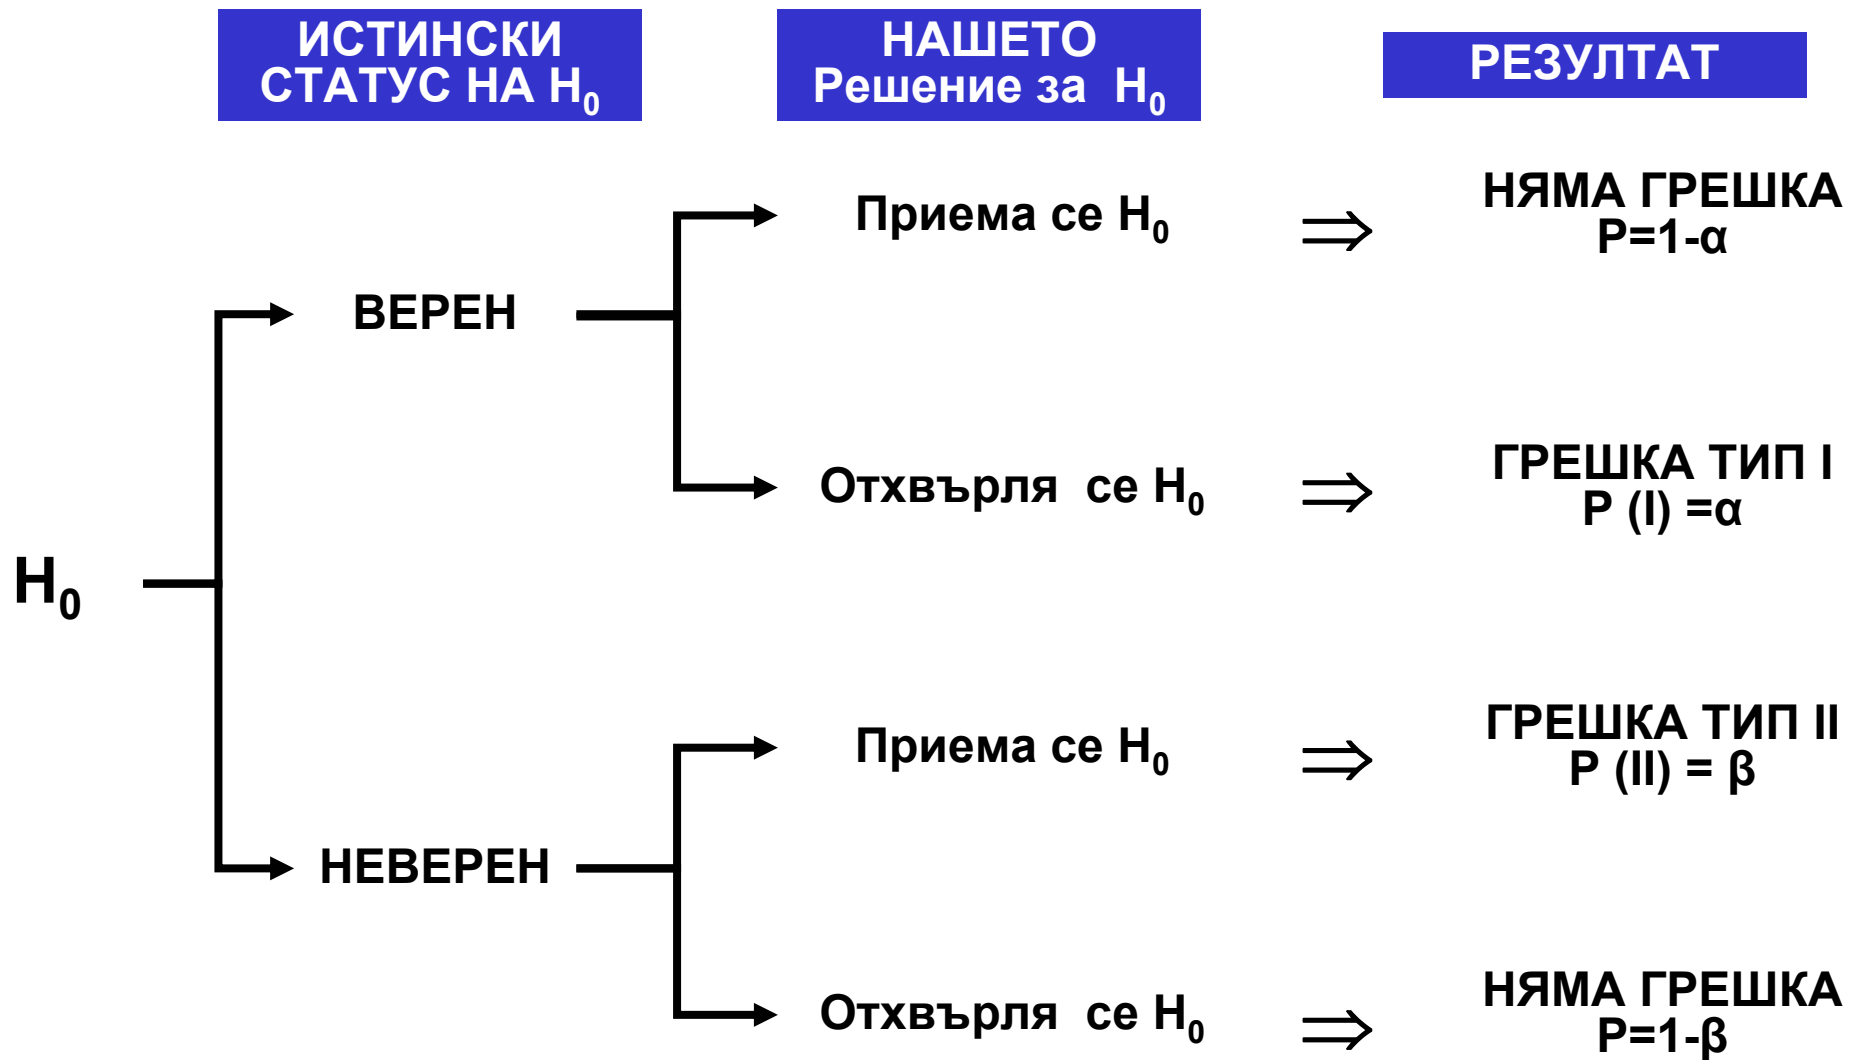 ИСТИНСКИ
СТАТУС НА H₀
НАШЕТО
Решение за H₀
РЕЗУЛТАТ
Приема се H₀
НЯМА ГРЕШКА
P=1-α
ВЕРЕН
Отхвърля се H₀
ГРЕШКА ТИП I
P (I) =α
H₀
Приема се H₀
ГРЕШКА ТИП II
P (II) = β
НЕВЕРЕН
Отхвърля се H₀
НЯМА ГРЕШКА
P=1-β